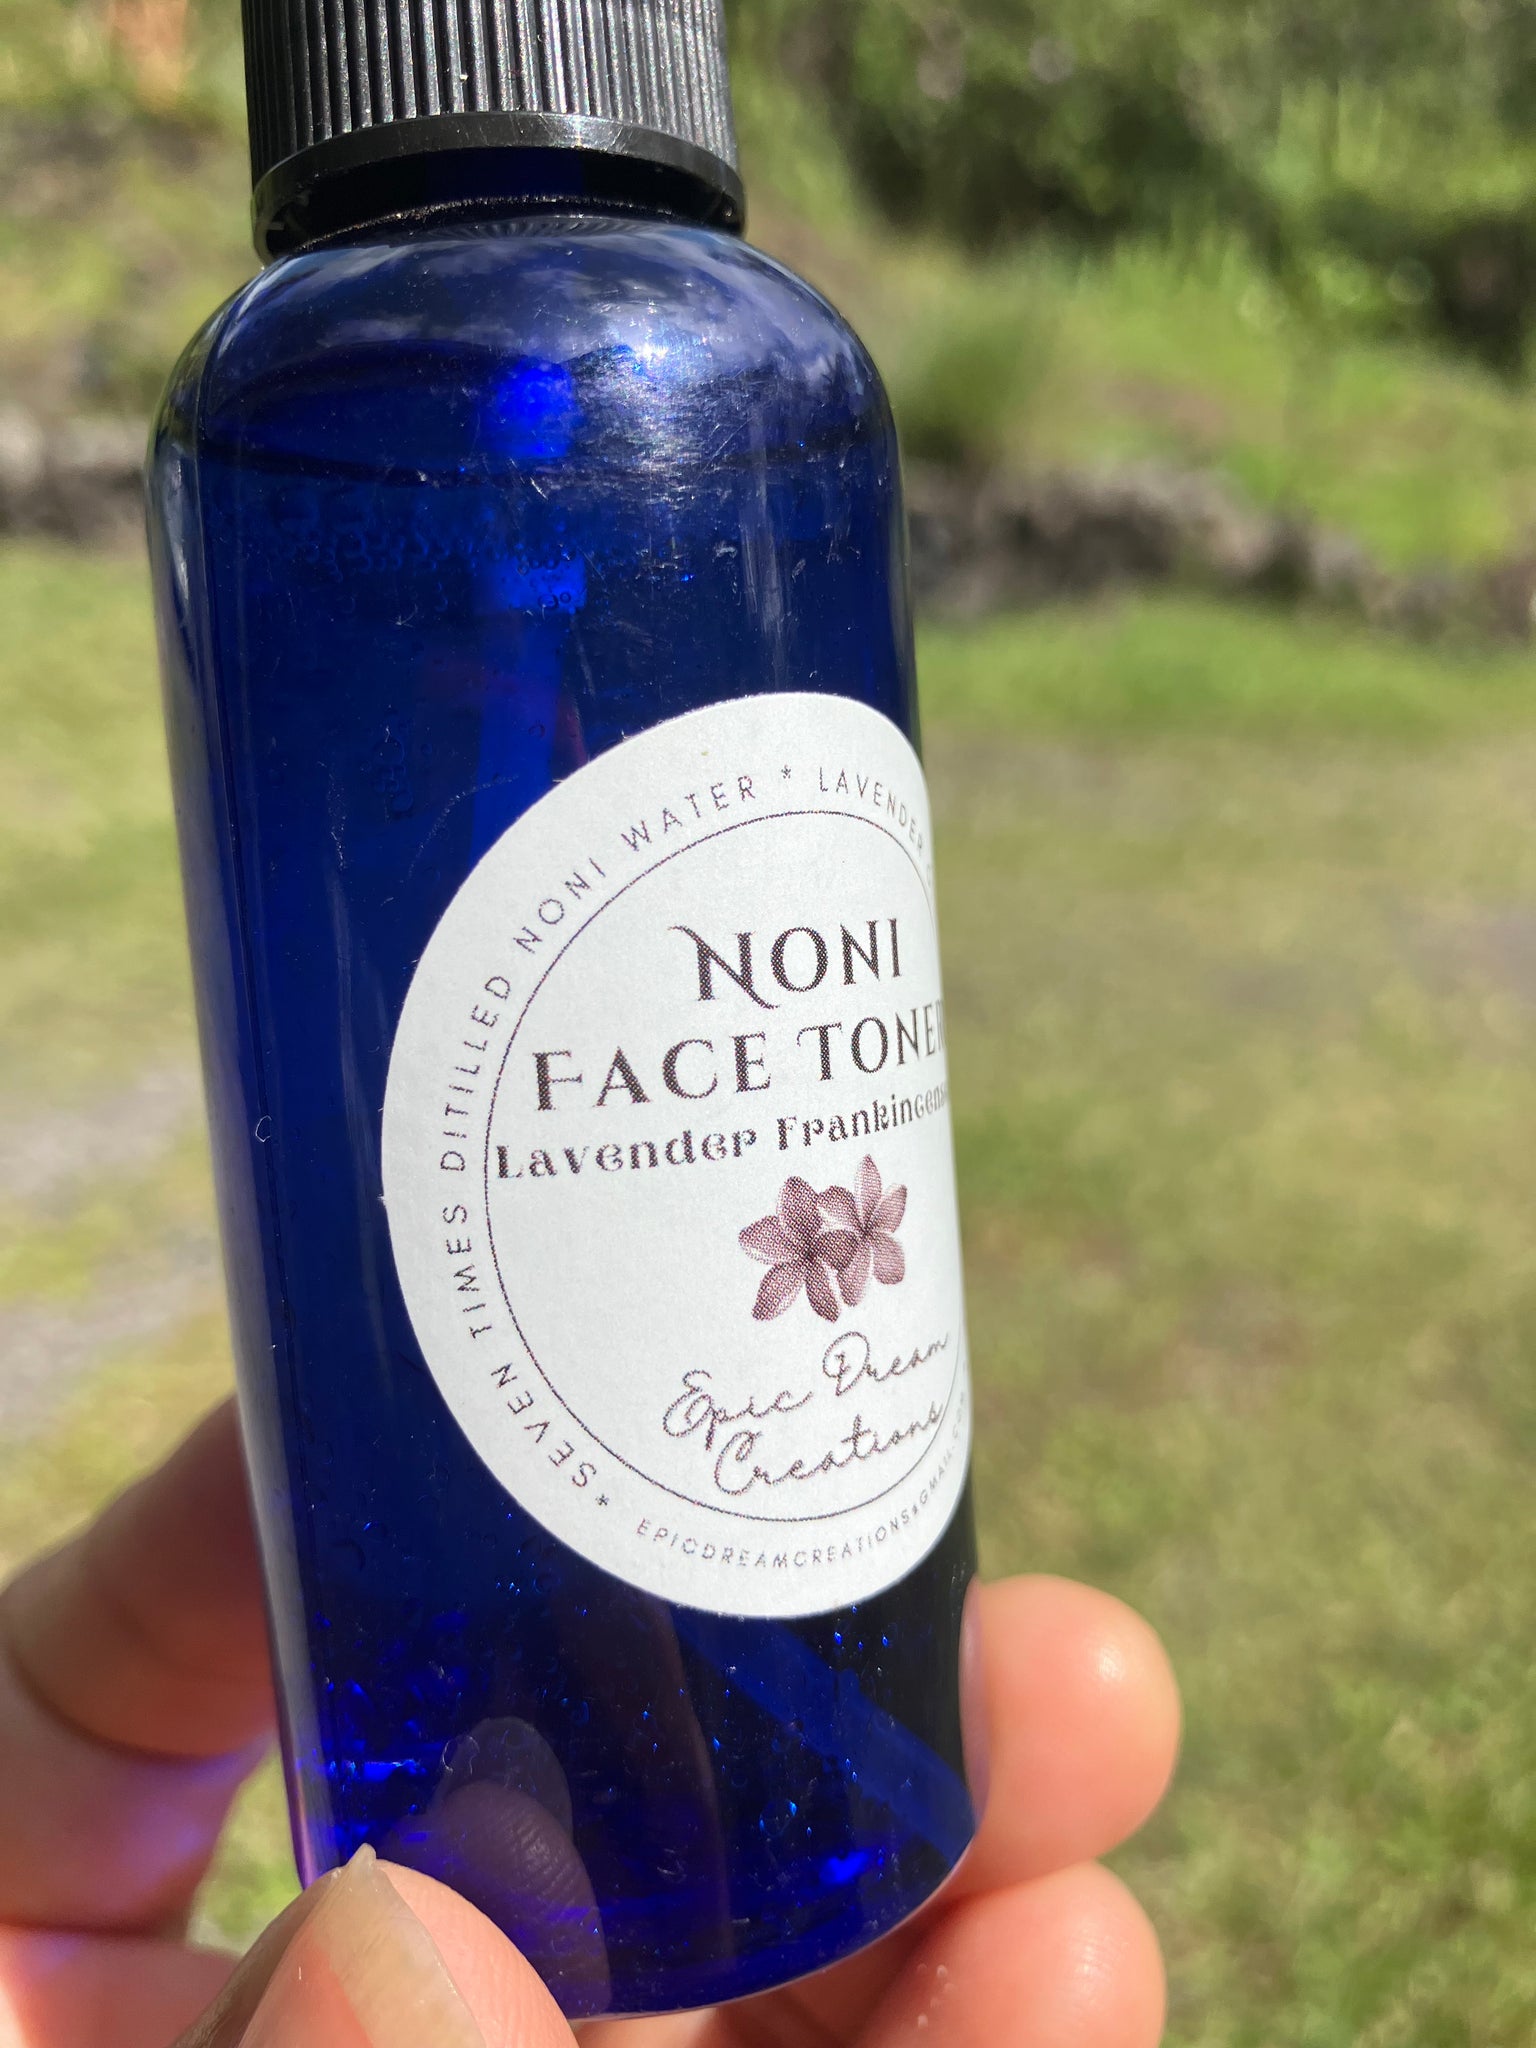 * SEVEN TIMES DITILLED NONI WATER * LAVENDER
NONI
FACE TONER
Lavender Frankincense
Epic Dream
Creations
EPICDREAMCREATIONS@GMAIL.COM